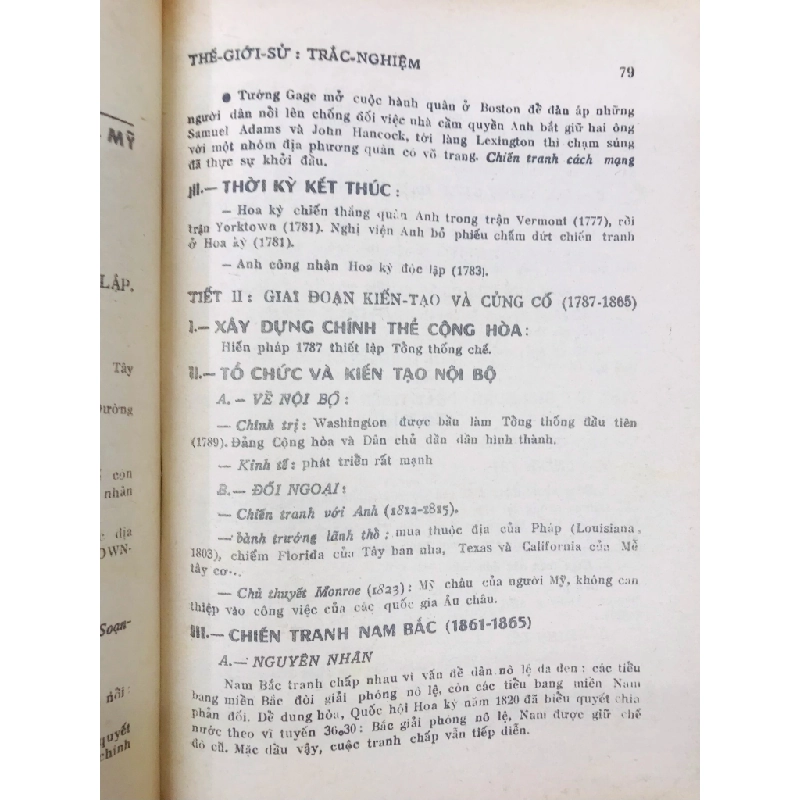 THẾ-GIỚI-SỬ : TRẮC-NGHIỆM
79
● Tướng Gage mở cuộc hành quân ở Boston để đàn áp những
người dân nổi lên chống đối việc nhà cầm quyền Anh bắt giữ hai ông
Samuel Adams và John Hancock, tới làng Lexington thì chạm súng
với một nhóm địa phương quân có võ trang. Chiến tranh cách mạng
đã thực sự khởi đầu.
III.— THỜI KỲ KẾT THÚC :
— Hoa kỳ chiến thắng quân Anh trong trận Vermont (1777), rồi
trận Yorktown (1781). Nghị viện Anh bỏ phiếu chấm dứt chiến tranh
ở Hoa kỳ (1781).
— Anh công nhận Hoa kỳ độc lập (1783).
TIẾT II : GIAI ĐOẠN KIẾN-TẠO VÀ CỦNG CỐ (1787-1865)
I.— XÂY DỰNG CHÍNH THỂ CỘNG HÒA :
Hiến pháp 1787 thiết lập Tổng thống chế.
II.— TỔ CHỨC VÀ KIẾN TẠO NỘI BỘ
A. — VỀ NỘI BỘ :
— Chính trị : Washington được bầu làm Tổng thống đầu tiên
(1789). Đảng Cộng hòa và Dân chủ dần dần hình thành.
— Kinh tế : phát triển rất mạnh
B.— ĐỐI NGOẠI :
— Chiến tranh với Anh (1812-1815).
— bành trướng lãnh thổ : mua thuộc địa của Pháp (Louisiana,
1803), chiếm Florida của Tây ban nha, Texas và California của Mễ
tây cơ...
— Chủ thuyết Monroe (1823) : Mỹ châu của người Mỹ, không can
thiệp vào công việc của các quốc gia Âu châu.
III.— CHIẾN TRANH NAM BẮC (1861-1865)
A.— NGUYÊN NHÂN
Nam Bắc tranh chấp nhau vì vấn đề dân nô lệ da đen : các tiểu
bang miền Bắc đòi giải phóng nô lệ, còn các tiểu bang miền Nam
phản đối. Để dung hòa, Quốc hội Hoa kỳ năm 1820 đã biểu quyết chia
nước theo vĩ tuyến 36°30 : Bắc giải phóng nô lệ, Nam được giữ chế
độ cũ. Mặc dầu vậy, cuộc tranh chấp vẫn tiếp diễn.
MỸ
LẬP.
Tây
Đường
con
nhân
địa
OWN-
Soạn-
nổi :
quyết
chính